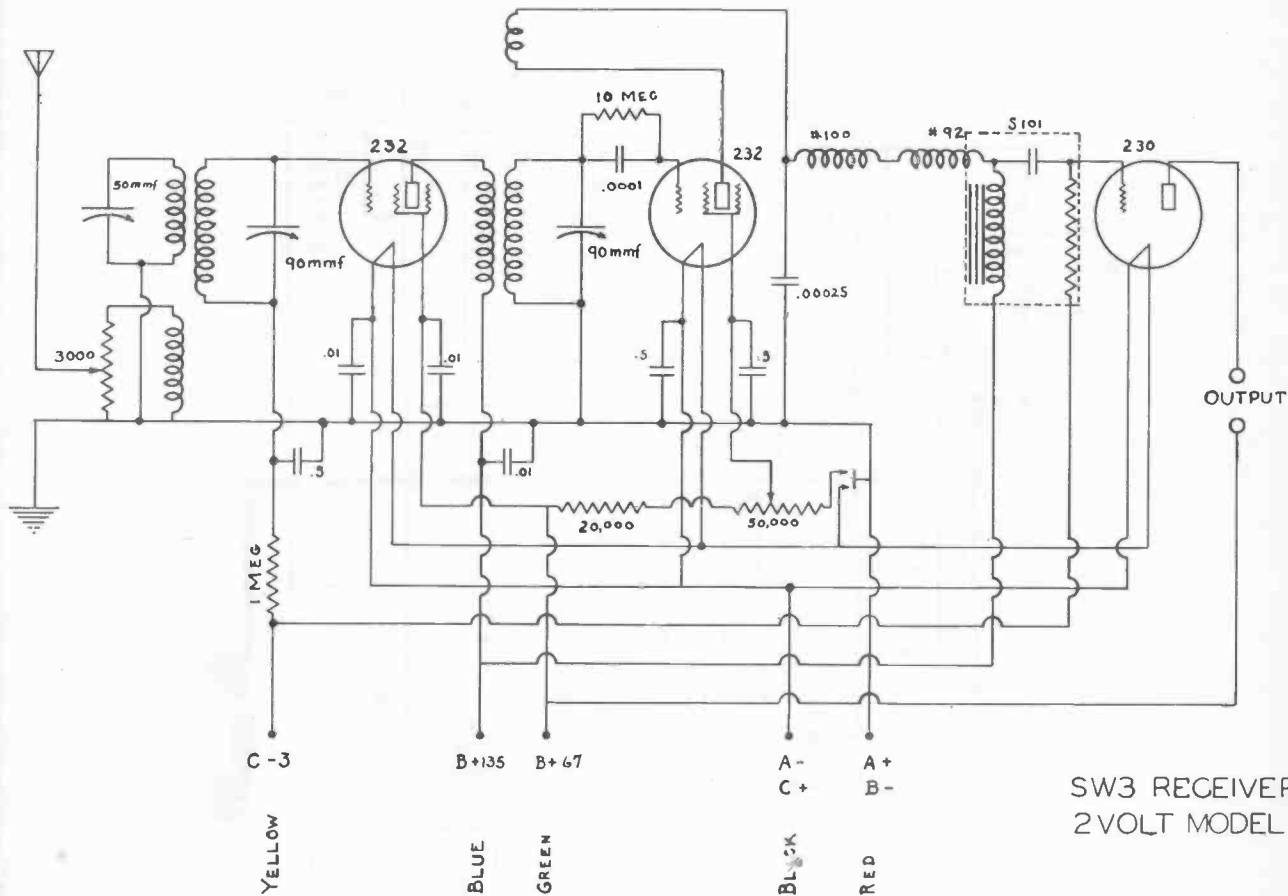 10 MEG
232
.0001
232
#100
#92
S101
230
50mmf
90mmf
90mmf
.00025
3000
.01
.01
.5
.5
OUTPUT
.5
.01
20,000
50,000
1 MEG
C-3
B+135
B+67
A-
C+
A+
B-
YELLOW
BLUE
GREEN
RED
SW3 RECEIVER
2 VOLT MODEL